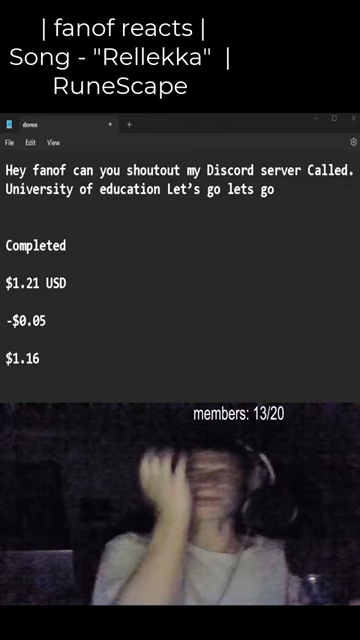 | fanof reacts |
Song - "Rellekka" |
RuneScape
donos
File Edit View
Hey fanof can you shoutout my Discord server Called.
University of education Let's go lets go
Completed
$1.21 USD
-$0.05
$1.16
members: 13/20